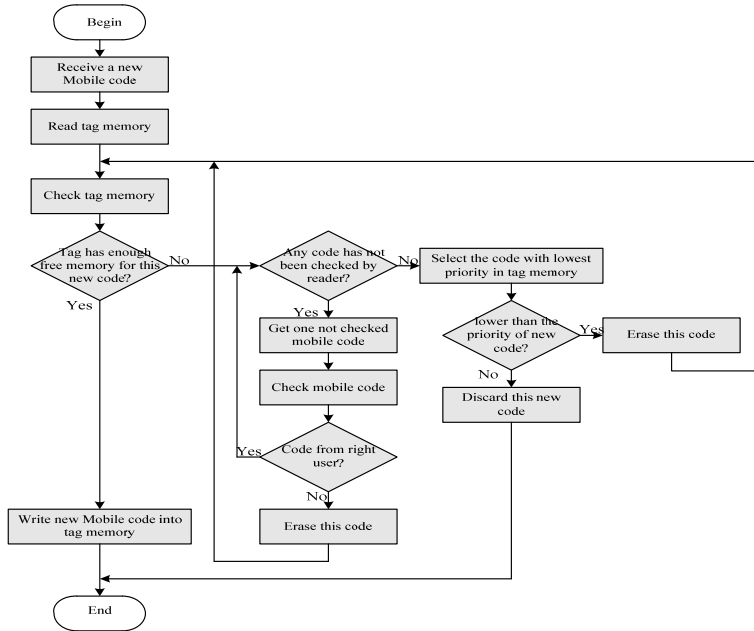 Begin
Receive a new
Mobile code
Read tag memory
Check tag memory
Tag has enough
free memory for this
new code?
No
Yes
Any code has not
been checked by
reader?
No
Yes
Select the code with lowest
priority in tag memory
Get one not checked
mobile code
lower than the
priority of new
code?
Yes
Erase this code
No
Check mobile code
Discard this new
code
Code from right
user?
Yes
No
Erase this code
Write new Mobile code into
tag memory
End